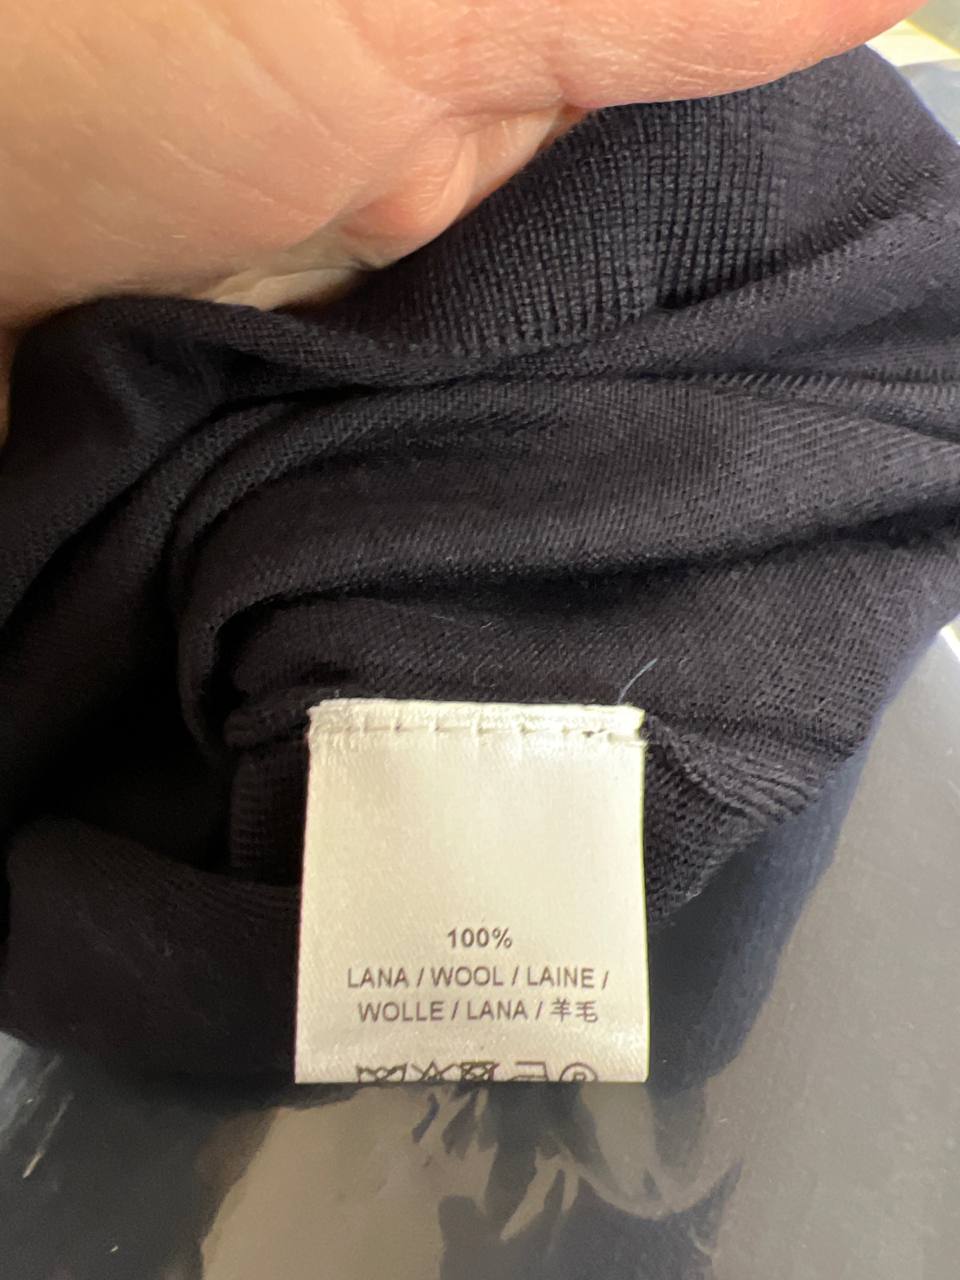 100%
LANA / WOOL / LAINE /
WOLLE / LANA / 羊毛